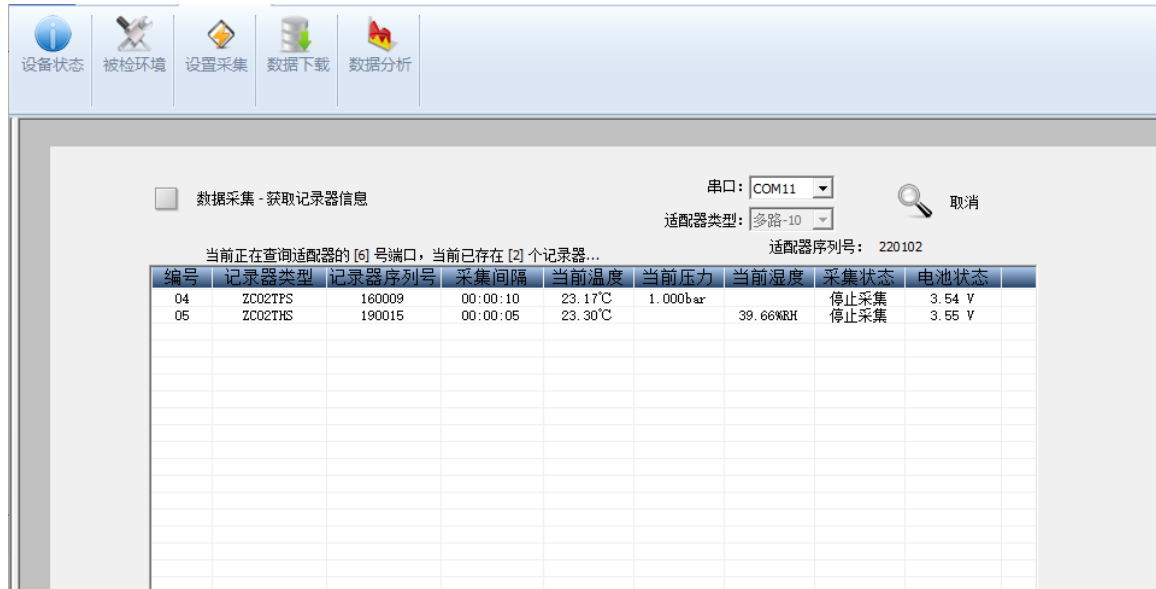 设备状态 被检环境 设置采集 数据下载 数据分析
数据采集 - 获取记录器信息
串口： COM11
取消
适配器类型： 多路-10
适配器序列号： 220102
当前正在查询适配器的 [6] 号端口，当前已存在 [2] 个记录器...
编号 记录器类型 记录器序列号 采集间隔 当前温度 当前压力 当前湿度 采集状态 电池状态
04 ZC02TPS 160009 00:00:10 23.17℃ 1.000bar 停止采集 3.54 V
05 ZC02THS 190015 00:00:05 23.30℃ 39.66%RH 停止采集 3.55 V